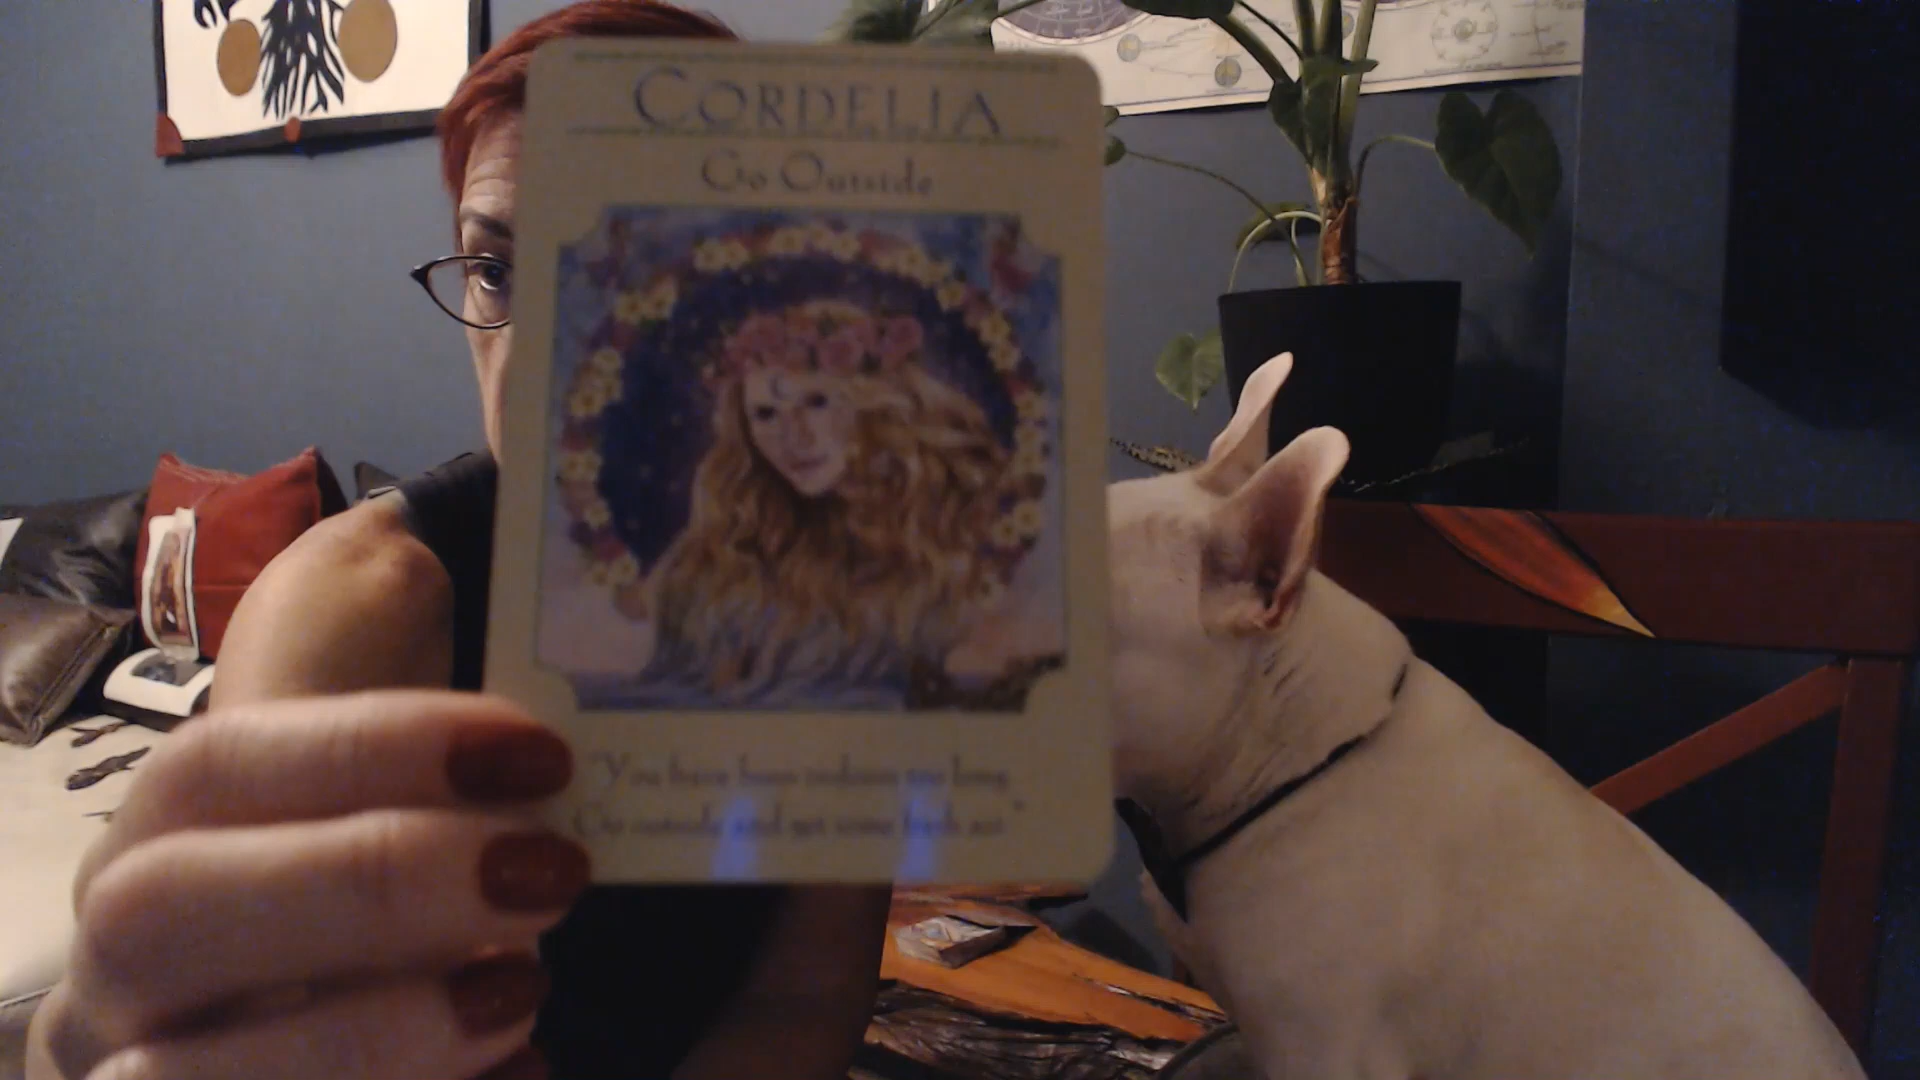 CORDELIA
Go Outside
"You have been indoors too long.
Go outside and get some fresh air."